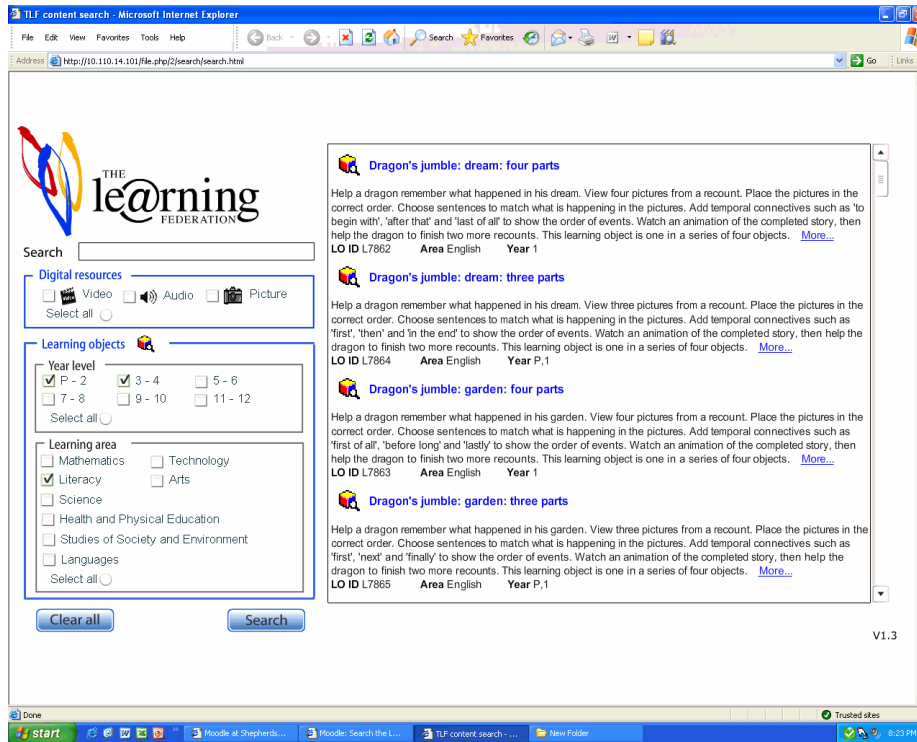 TLF content search - Microsoft Internet Explorer
File Edit View Favorites Tools Help
Back Search Favorites
Address http://10.110.14.101/file.php/2/search/search.html Go Links
THE
le@rning
FEDERATION
Search
Digital resources
Video Audio Picture
Select all
Learning objects
Year level
P - 2 3 - 4 5 - 6
7 - 8 9 - 10 11 - 12
Select all
Learning area
Mathematics Technology
Literacy Arts
Science
Health and Physical Education
Studies of Society and Environment
Languages
Select all
Clear all Search
Dragon's jumble: dream: four parts
Help a dragon remember what happened in his dream. View four pictures from a recount. Place the pictures in the
correct order. Choose sentences to match what is happening in the pictures. Add temporal connectives such as 'to
begin with', 'after that' and 'last of all' to show the order of events. Watch an animation of the completed story, then
help the dragon to finish two more recounts. This learning object is one in a series of four objects. More...
LO ID L7862 Area English Year 1
Dragon's jumble: dream: three parts
Help a dragon remember what happened in his dream. View three pictures from a recount. Place the pictures in the
correct order. Choose sentences to match what is happening in the pictures. Add temporal connectives such as
'first', 'then' and 'in the end' to show the order of events. Watch an animation of the completed story, then help the
dragon to finish two more recounts. This learning object is one in a series of four objects. More...
LO ID L7864 Area English Year P,1
Dragon's jumble: garden: four parts
Help a dragon remember what happened in his garden. View four pictures from a recount. Place the pictures in the
correct order. Choose sentences to match what is happening in the pictures. Add temporal connectives such as
'first of all', 'before long' and 'lastly' to show the order of events. Watch an animation of the completed story, then
help the dragon to finish two more recounts. This learning object is one in a series of four objects. More...
LO ID L7863 Area English Year 1
Dragon's jumble: garden: three parts
Help a dragon remember what happened in his garden. View three pictures from a recount. Place the pictures in the
correct order. Choose sentences to match what is happening in the pictures. Add temporal connectives such as
'first', 'next' and 'finally' to show the order of events. Watch an animation of the completed story, then help the
dragon to finish two more recounts. This learning object is one in a series of four objects. More...
LO ID L7865 Area English Year P,1
V1.3
Done Trusted sites
start Moodle at Shepherds... Moodle: Search the L... TLF content search - ... New Folder 8:23 PM